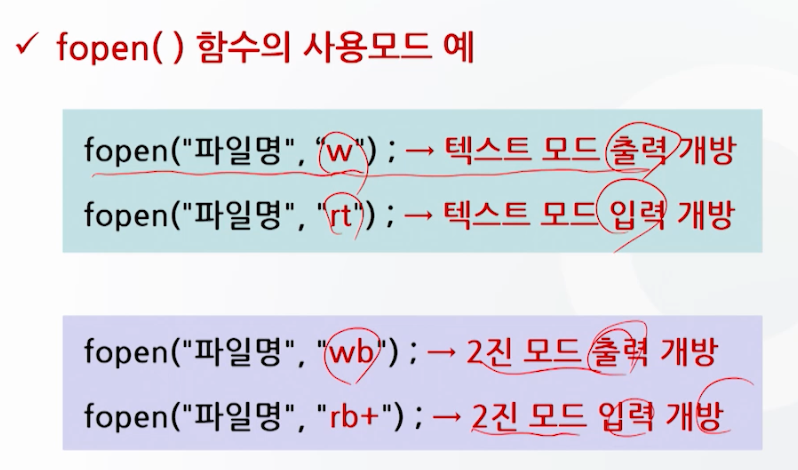 ✓ fopen( ) 함수의 사용모드 예
fopen("파일명", "w") ; → 텍스트 모드 출력 개방
fopen("파일명", "rt") ; → 텍스트 모드 입력 개방
fopen("파일명", "wb") ; → 2진 모드 출력 개방
fopen("파일명", "rb+") ; → 2진 모드 입력 개방